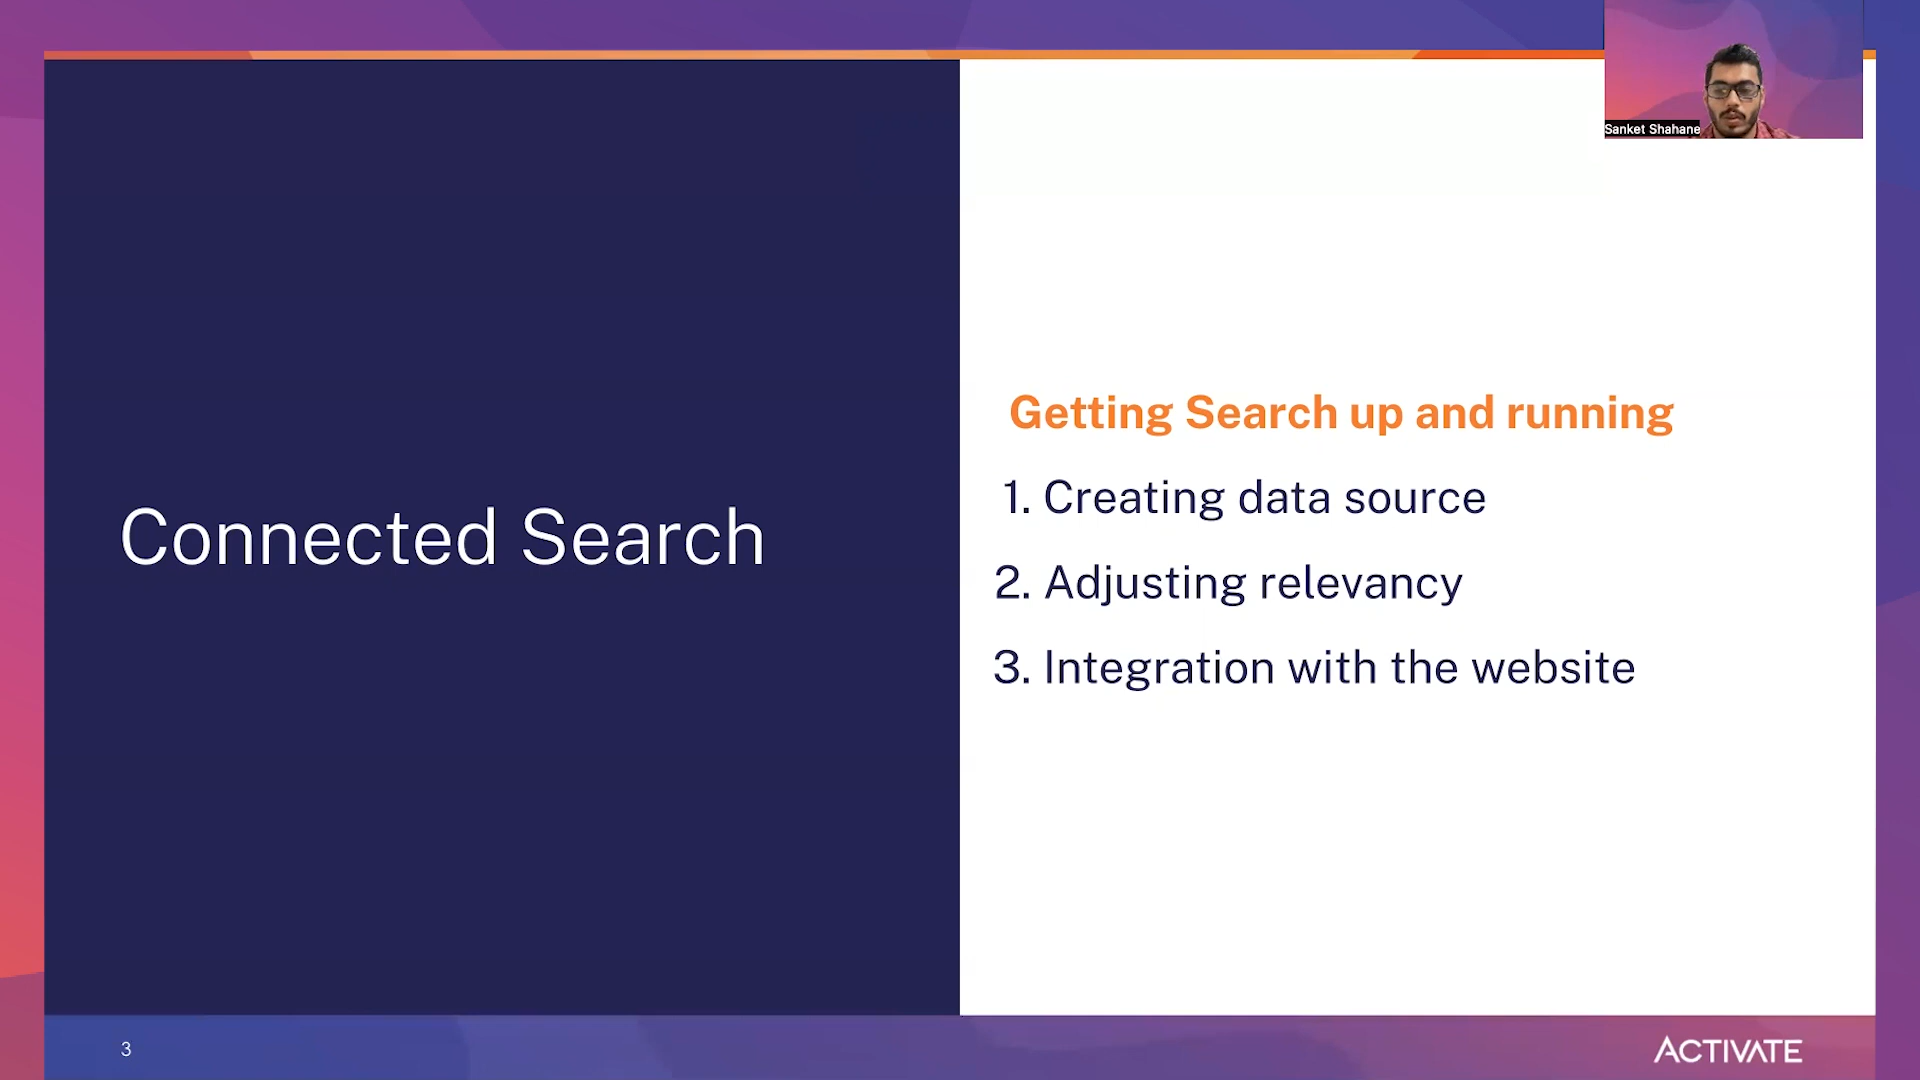 Sanket Shahane
Connected Search
Getting Search up and running
1. Creating data source
2. Adjusting relevancy
3. Integration with the website
3
ACTIVATE